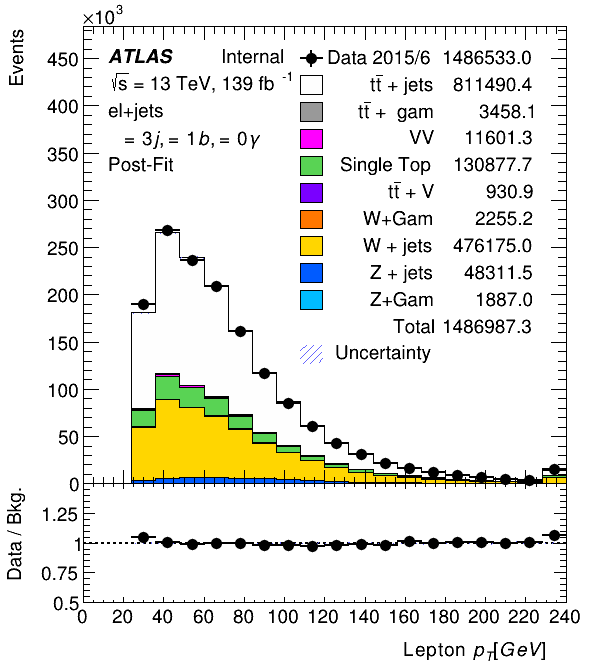 ×10³
Events
450
400
350
300
250
200
150
100
50
0
ATLAS Internal
√s = 13 TeV, 139 fb⁻¹
el+jets
= 3j, = 1b, = 0γ
Post-Fit
Data 2015/6 1486533.0
tt̄ + jets 811490.4
tt̄ + gam 3458.1
VV 11601.3
Single Top 130877.7
tt̄ + V 930.9
W+Gam 2255.2
W + jets 476175.0
Z + jets 48311.5
Z+Gam 1887.0
Total 1486987.3
Uncertainty
Data / Bkg.
1.25
1
0.75
0.5
0 20 40 60 80 100 120 140 160 180 200 220 240
Lepton p_T[GeV]